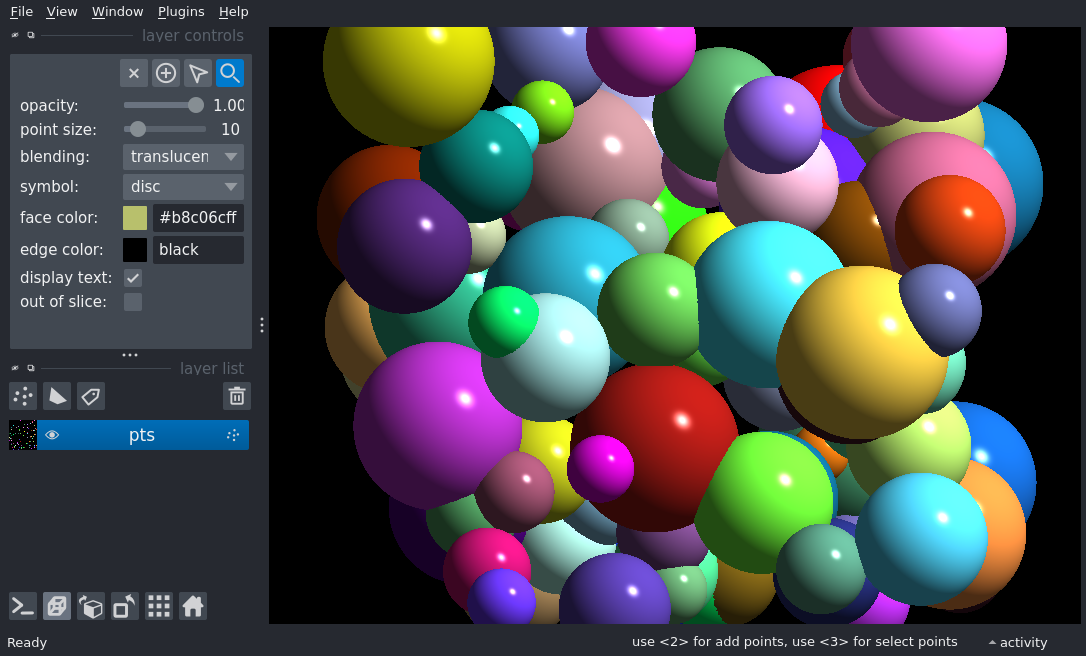 File View Window Plugins Help
layer controls
opacity: 1.00
point size: 10
blending: translucen
symbol: disc
face color: #b8c06cff
edge color: black
display text:
out of slice:
layer list
pts
Ready
use <2> for add points, use <3> for select points
activity